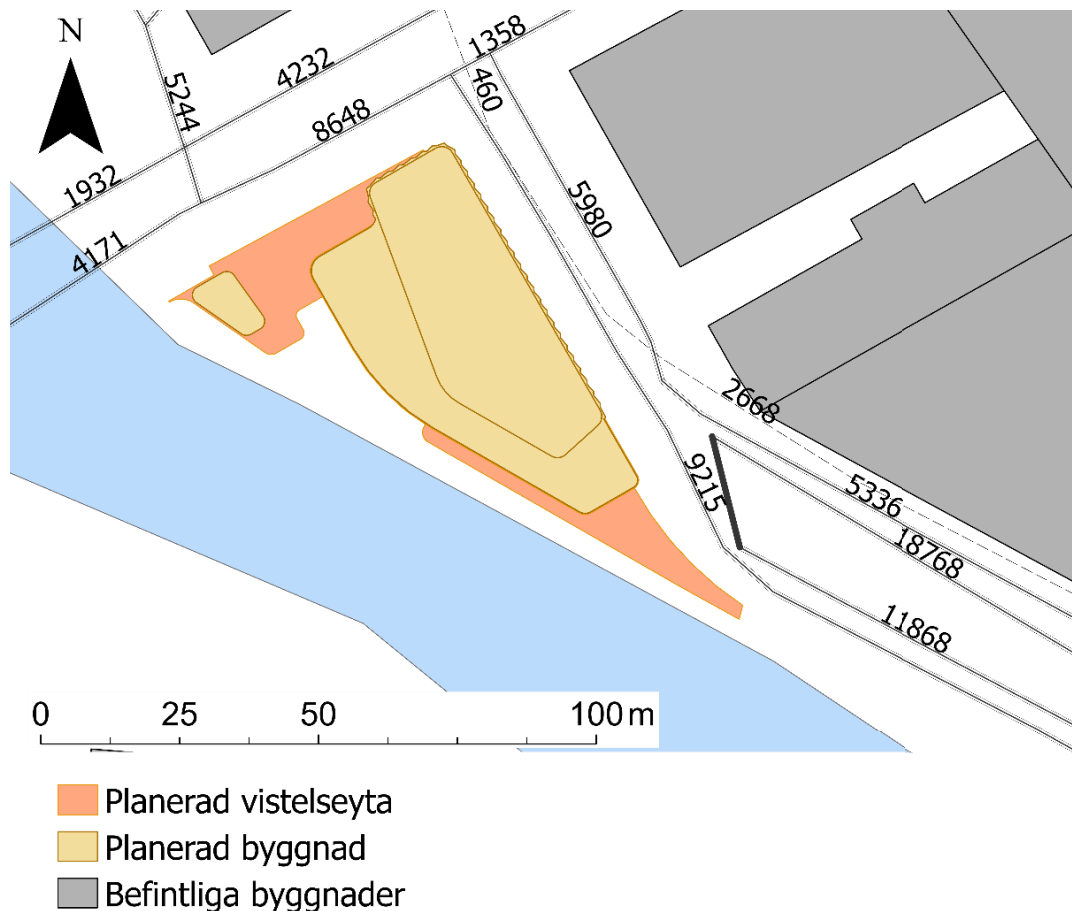 N
1358
4232
460
5244
8648
1932
5980
4171
2668
9215
5336
18768
11868
0 25 50 100 m
Planerad vistelseyta
Planerad byggnad
Befintliga byggnader